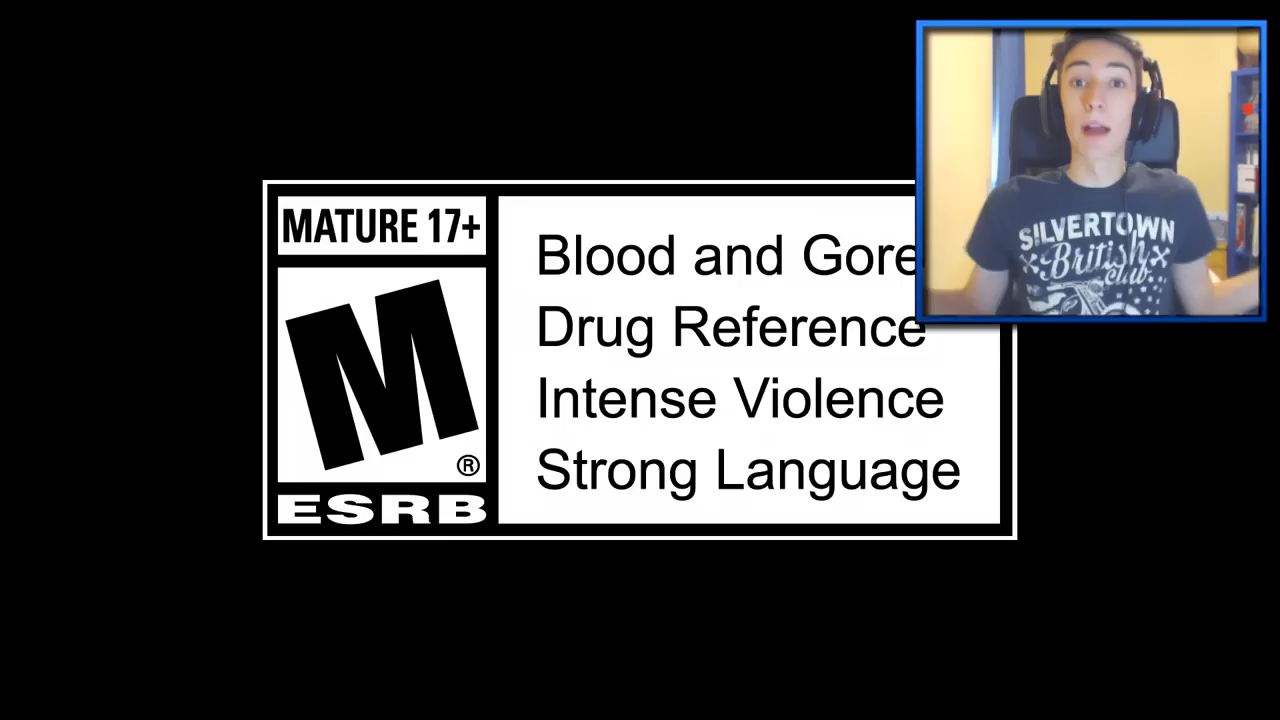 MATURE 17+
M
®
ESRB
Blood and Gore
Drug Reference
Intense Violence
Strong Language
SILVERTOWN
British
club